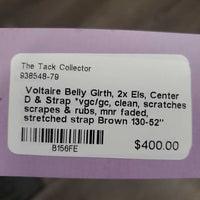 The Tack Collector
938548-79
Voltaire Belly Girth, 2x Els, Center
D & Strap *vgc/gc, clean, scratches
scrapes & rubs, mnr faded,
stretched strap Brown 130-52"
B156FE
$400.00